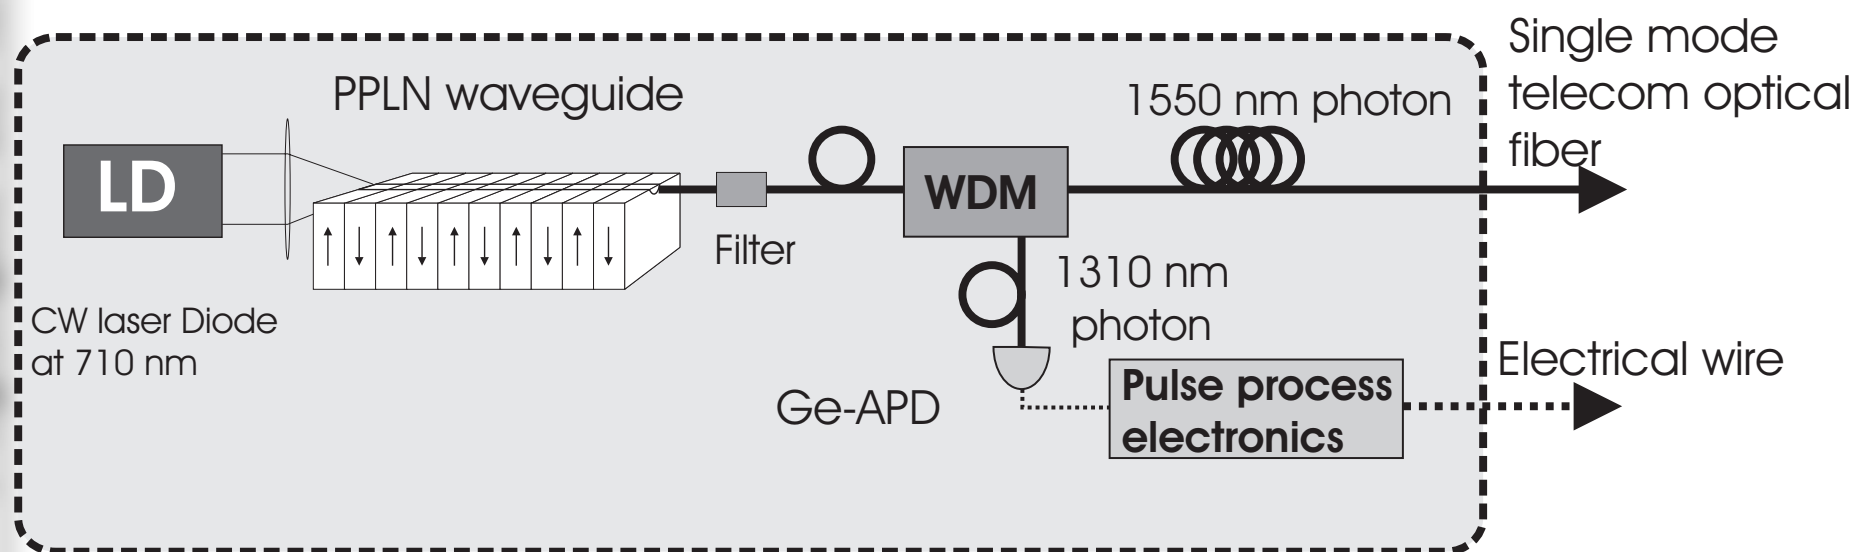 Single mode
telecom optical
fiber
PPLN waveguide
1550 nm photon
LD
WDM
Filter
1310 nm
photon
CW laser Diode
at 710 nm
Electrical wire
Ge-APD
Pulse process
electronics